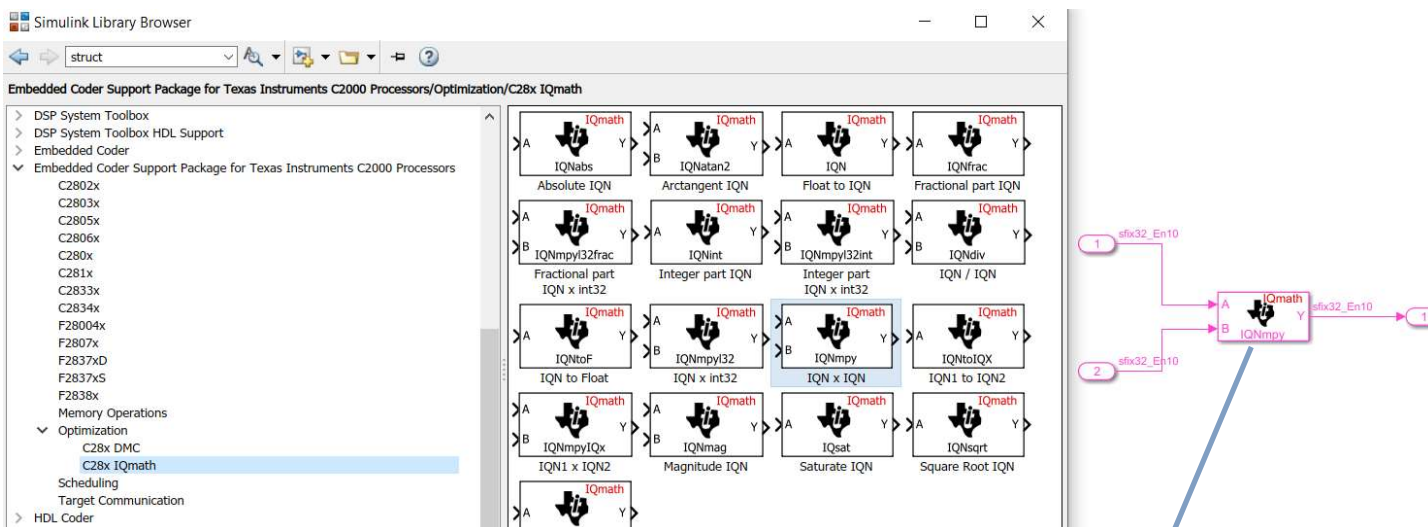 Simulink Library Browser
struct
Embedded Coder Support Package for Texas Instruments C2000 Processors/Optimization/C28x IQmath
DSP System Toolbox
DSP System Toolbox HDL Support
Embedded Coder
Embedded Coder Support Package for Texas Instruments C2000 Processors
C2802x
C2803x
C2805x
C2806x
C280x
C281x
C2833x
C2834x
F28004x
F2807x
F2837xD
F2837xS
F2838x
Memory Operations
Optimization
C28x DMC
C28x IQmath
Scheduling
Target Communication
HDL Coder
IQmath IQmath IQmath IQmath
A Y A B Y A Y A Y
IQNabs IQNatan2 IQN IQNfrac
Absolute IQN Arctangent IQN Float to IQN Fractional part IQN
IQmath IQmath IQmath IQmath
A B Y A Y A B Y A B Y
IQNmpyI32frac IQNint IQNmpyI32int IQNdiv
Fractional part Integer part IQN Integer part IQN / IQN
IQN x int32 IQN x int32
IQmath IQmath IQmath IQmath
A Y A B Y A B Y A Y
IQNtoF IQNmpyI32 IQNmpy IQNtoIQX
IQN to Float IQN x int32 IQN x IQN IQN1 to IQN2
IQmath IQmath IQmath IQmath
A B Y A B Y A Y A Y
IQNmpyIQx IQNmag IQsat IQNsqrt
IQN1 x IQN2 Magnitude IQN Saturate IQN Square Root IQN
IQmath
A Y
sfix32_En10
1
IQmath
A Y sfix32_En10
B
IQNmpy
1
sfix32_En10
2